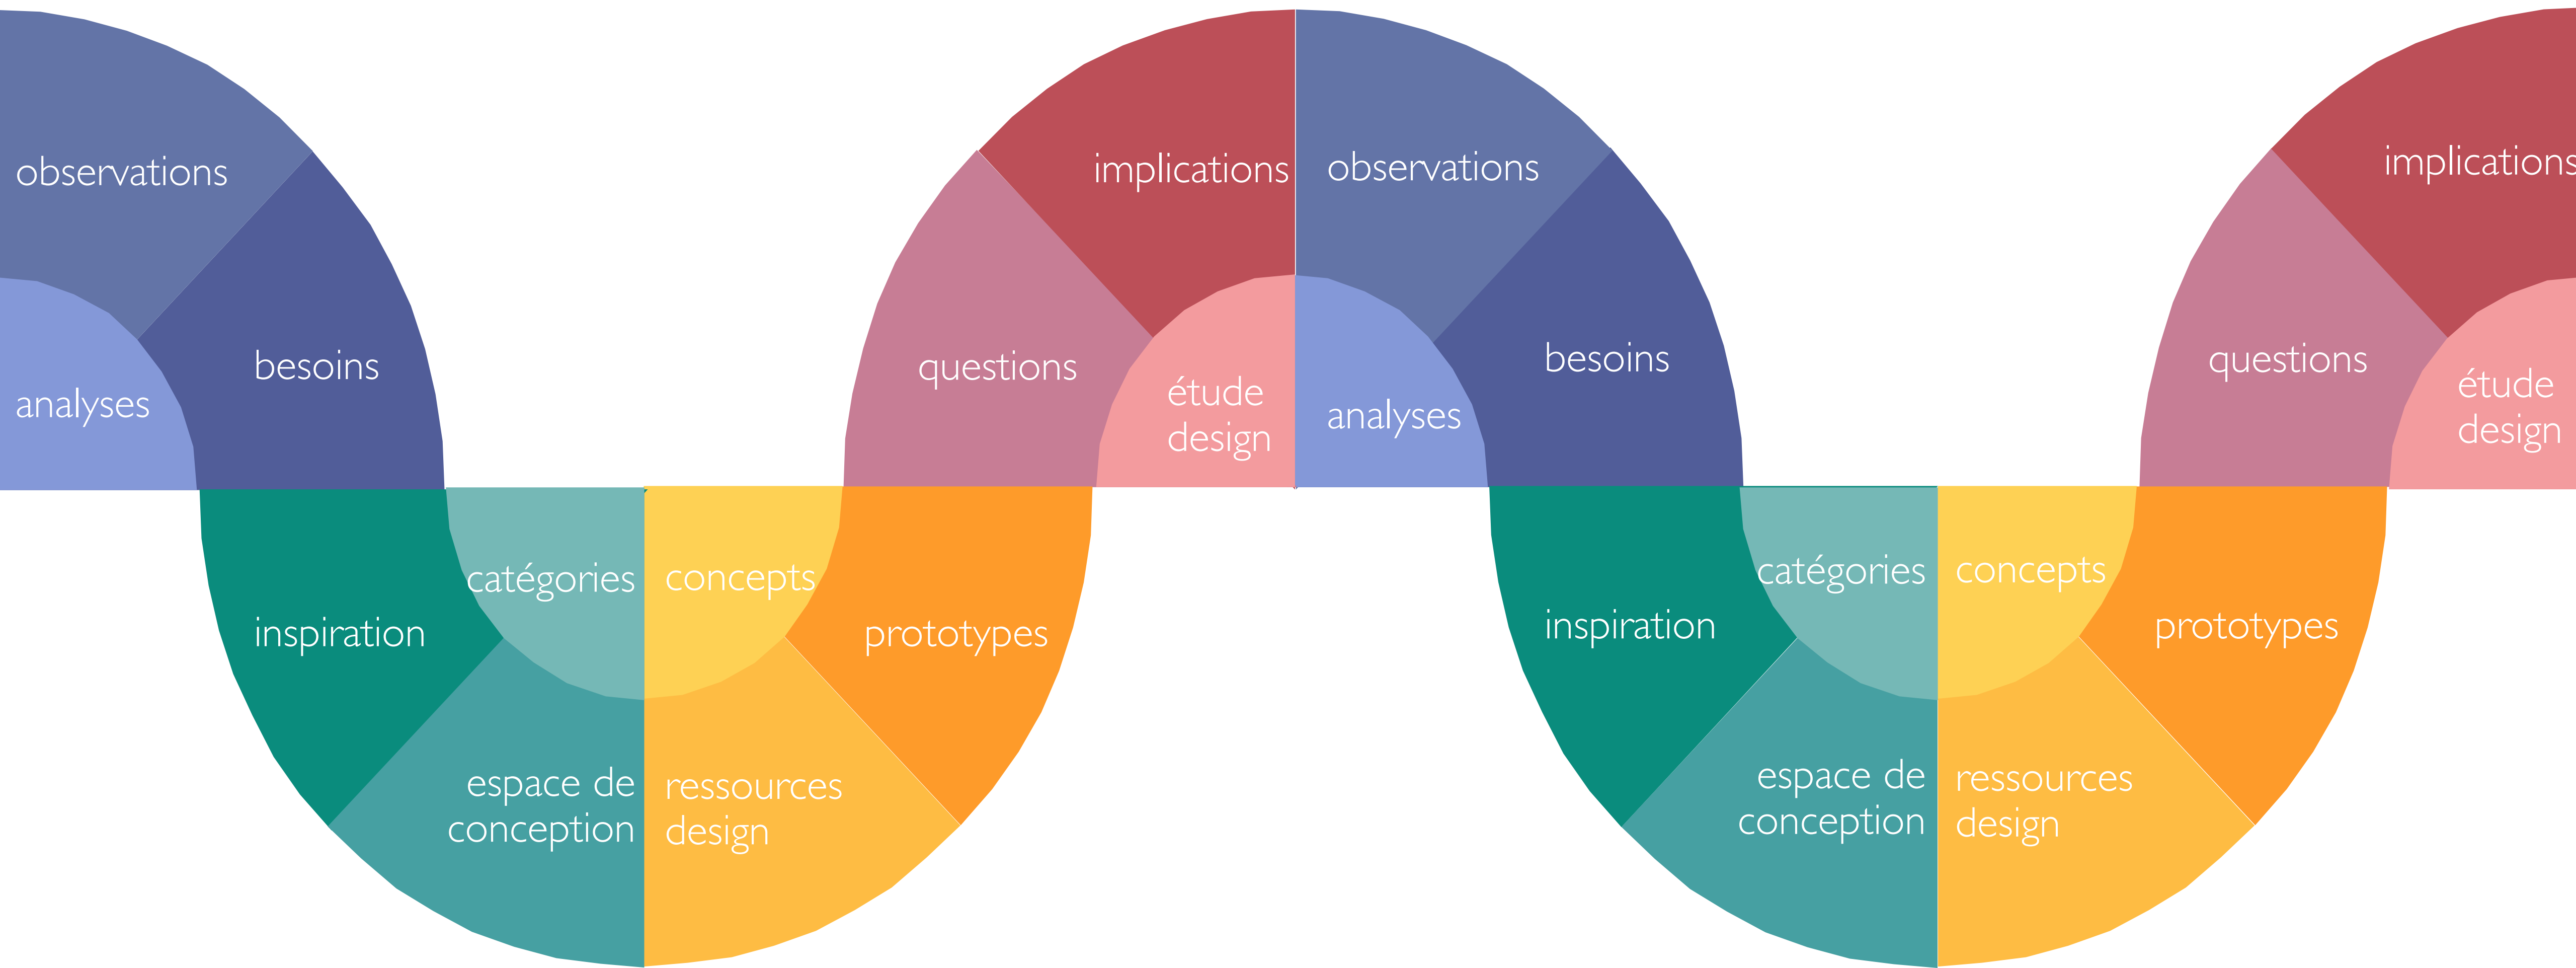 observations
besoins
analyses
inspiration
catégories
espace de
conception
concepts
ressources
design
prototypes
questions
implications
étude
design
observations
besoins
analyses
inspiration
catégories
espace de
conception
concepts
ressources
design
prototypes
questions
implications
étude
design